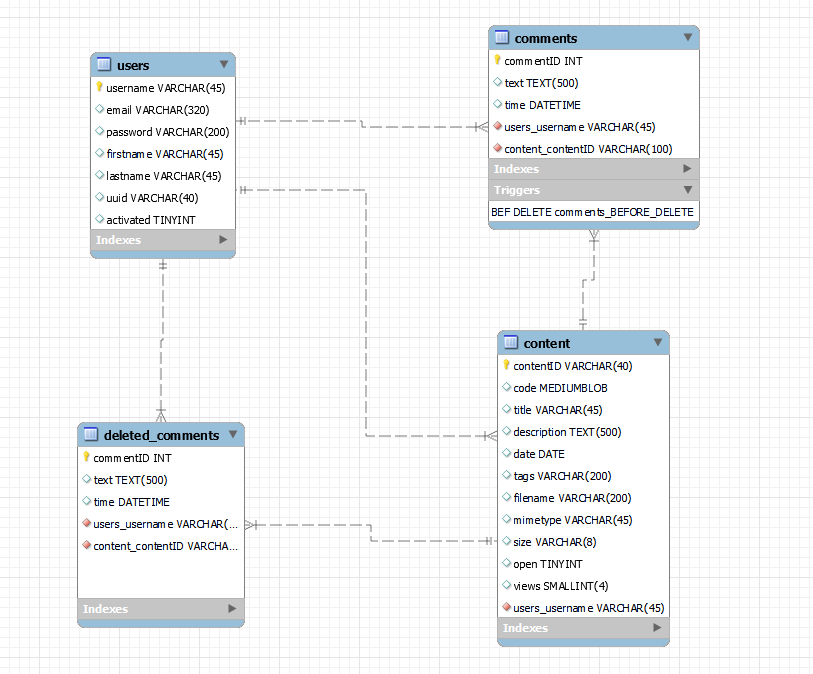 users
username VARCHAR(45)
email VARCHAR(320)
password VARCHAR(200)
firstname VARCHAR(45)
lastname VARCHAR(45)
uuid VARCHAR(40)
activated TINYINT
Indexes
comments
commentID INT
text TEXT(500)
time DATETIME
users_username VARCHAR(45)
content_contentID VARCHAR(100)
Indexes
Triggers
BEF DELETE comments_BEFORE_DELETE
deleted_comments
commentID INT
text TEXT(500)
time DATETIME
users_username VARCHAR(...
content_contentID VARCHA...
Indexes
content
contentID VARCHAR(40)
code MEDIUMBLOB
title VARCHAR(45)
description TEXT(500)
date DATE
tags VARCHAR(200)
filename VARCHAR(200)
mimetype VARCHAR(45)
size VARCHAR(8)
open TINYINT
views SMALLINT(4)
users_username VARCHAR(45)
Indexes